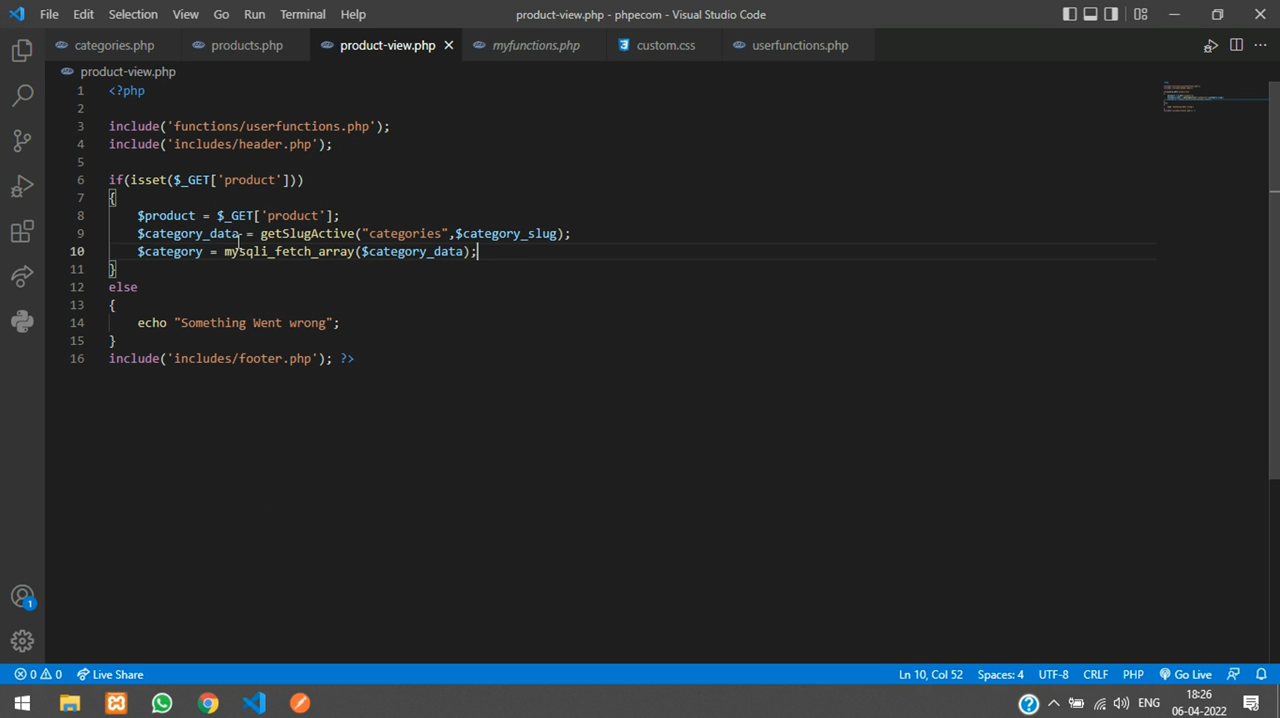 File Edit Selection View Go Run Terminal Help product-view.php - phpecom - Visual Studio Code
categories.php products.php product-view.php myfunctions.php custom.css userfunctions.php
product-view.php
1 <?php
2
3 include('functions/userfunctions.php');
4 include('includes/header.php');
5
6 if(isset($_GET['product']))
7 {
8 $product = $_GET['product'];
9 $category_data = getSlugActive("categories",$category_slug);
10 $category = mysqli_fetch_array($category_data);
11 }
12 else
13 {
14 echo "Something Went wrong";
15 }
16 include('includes/footer.php'); ?>
1
0 0 Live Share Ln 10, Col 52 Spaces: 4 UTF-8 CRLF PHP Go Live
ENG 18:26
06-04-2022